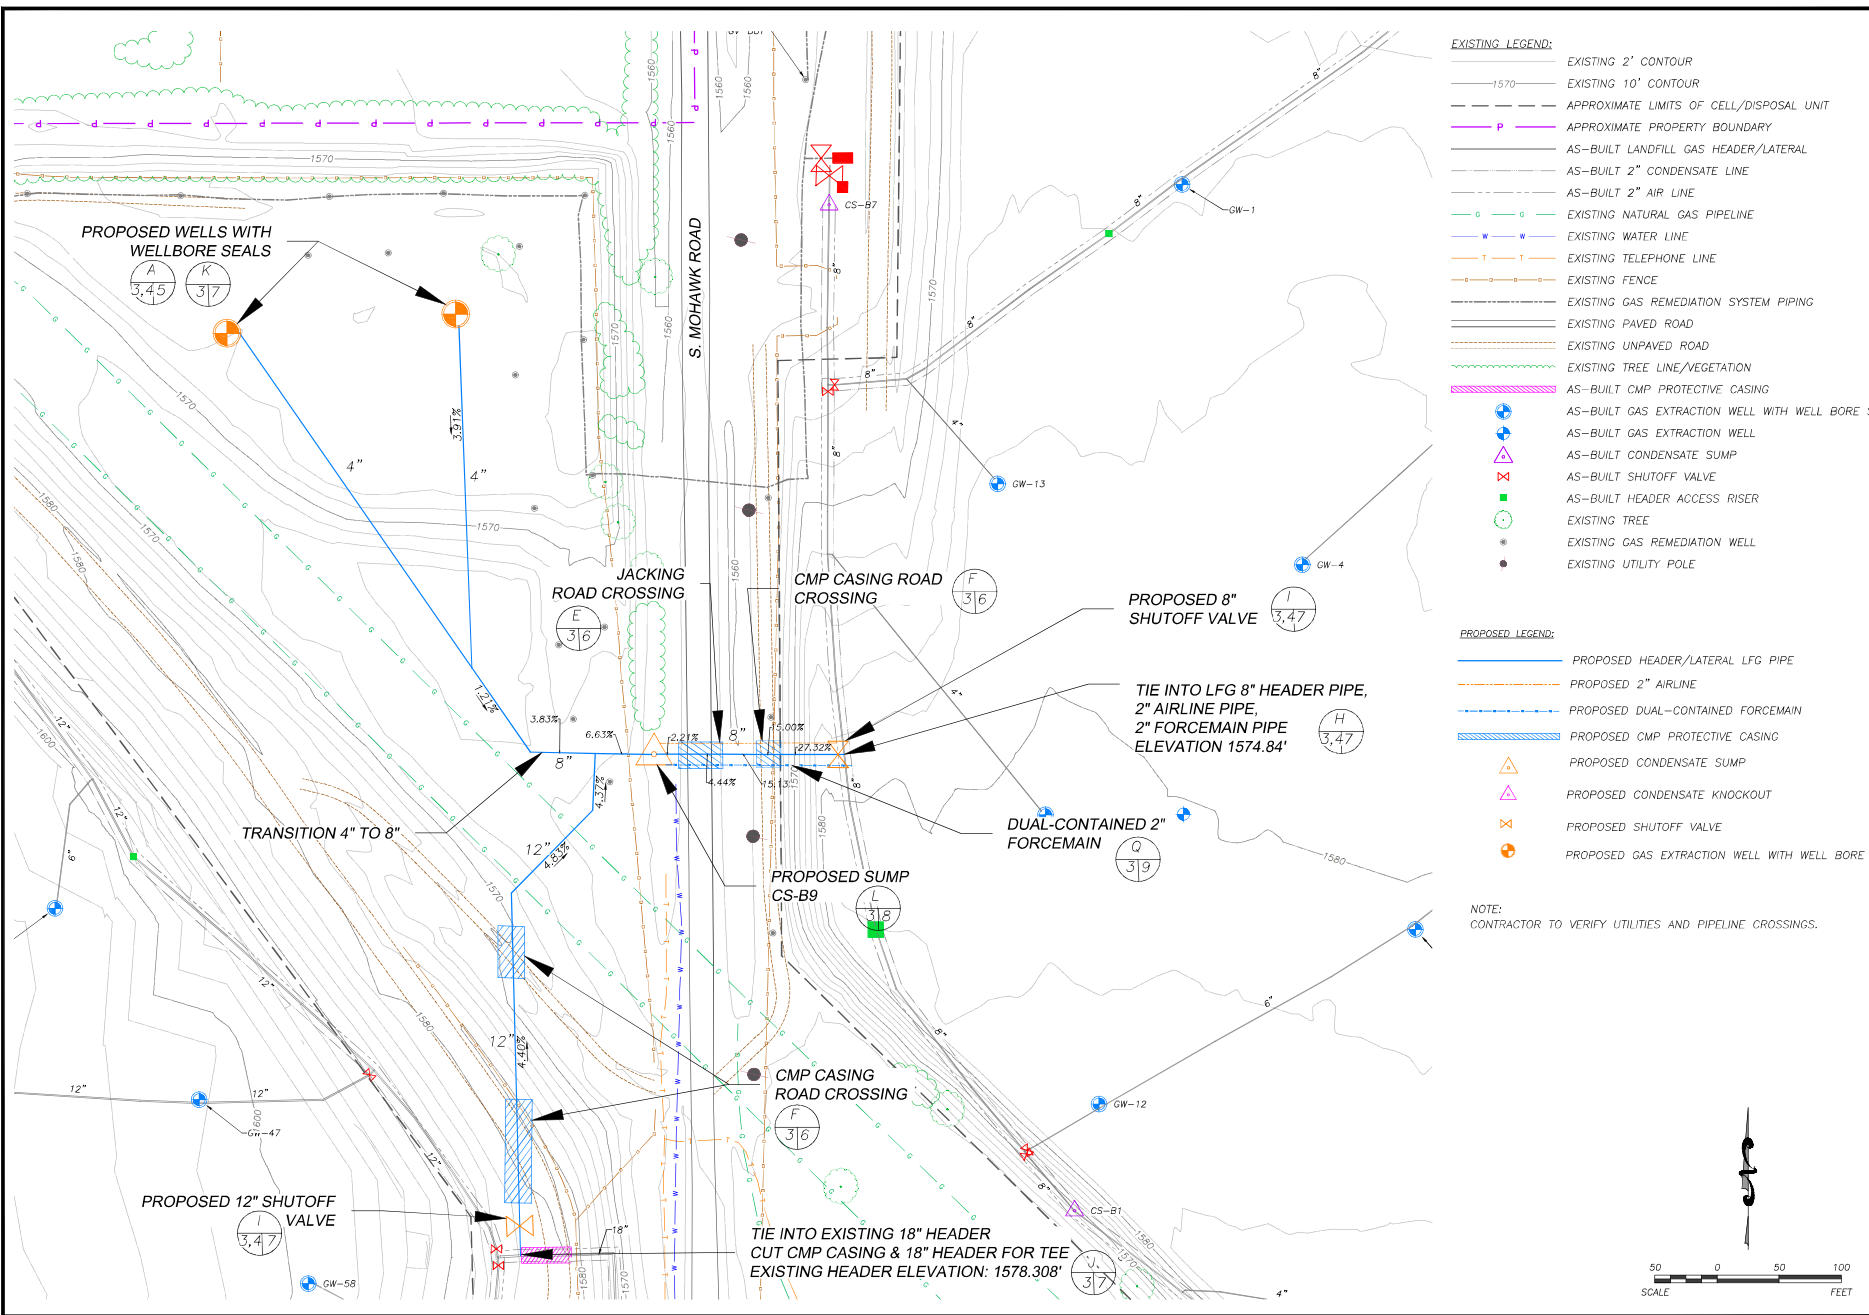 EXISTING LEGEND:
EXISTING 2' CONTOUR
1570
EXISTING 10' CONTOUR
APPROXIMATE LIMITS OF CELL/DISPOSAL UNIT
P
APPROXIMATE PROPERTY BOUNDARY
AS-BUILT LANDFILL GAS HEADER/LATERAL
AS-BUILT 2" CONDENSATE LINE
AS-BUILT 2" AIR LINE
G G
EXISTING NATURAL GAS PIPELINE
W W
EXISTING WATER LINE
T T
EXISTING TELEPHONE LINE
EXISTING FENCE
EXISTING GAS REMEDIATION SYSTEM PIPING
EXISTING PAVED ROAD
EXISTING UNPAVED ROAD
EXISTING TREE LINE/VEGETATION
AS-BUILT CMP PROTECTIVE CASING
AS-BUILT GAS EXTRACTION WELL WITH WELL BORE
AS-BUILT GAS EXTRACTION WELL
AS-BUILT CONDENSATE SUMP
AS-BUILT SHUTOFF VALVE
AS-BUILT HEADER ACCESS RISER
EXISTING TREE
EXISTING GAS REMEDIATION WELL
EXISTING UTILITY POLE
PROPOSED LEGEND:
PROPOSED HEADER/LATERAL LFG PIPE
PROPOSED 2" AIRLINE
PROPOSED DUAL-CONTAINED FORCEMAIN
PROPOSED CMP PROTECTIVE CASING
PROPOSED CONDENSATE SUMP
PROPOSED CONDENSATE KNOCKOUT
PROPOSED SHUTOFF VALVE
PROPOSED GAS EXTRACTION WELL WITH WELL BORE
NOTE:
CONTRACTOR TO VERIFY UTILITIES AND PIPELINE CROSSINGS.
50 0 50 100
SCALE FEET
PROPOSED WELLS WITH
WELLBORE SEALS
A
3,4 5
K
3 7
S. MOHAWK ROAD
CS-B7
GW-1
GW-13
GW-4
JACKING
ROAD CROSSING
E
3 6
CMP CASING ROAD
CROSSING
F
3 6
PROPOSED 8"
SHUTOFF VALVE
I
3,4 7
TIE INTO LFG 8" HEADER PIPE,
2" AIRLINE PIPE,
2" FORCEMAIN PIPE
ELEVATION 1574.84'
H
3,4 7
3.91%
4"
4"
1.21%
3.83%
6.63%
2.21%
8"
15.00%
27.32%
4.44%
15.13
8"
4.37%
TRANSITION 4" TO 8"
12"
4.83%
PROPOSED SUMP
CS-B9
L
3 8
DUAL-CONTAINED 2"
FORCEMAIN
Q
3 9
12"
4.40%
CMP CASING
ROAD CROSSING
F
3 6
GW-12
GW-47
GW-58
CS-B1
PROPOSED 12" SHUTOFF
VALVE
I
3,4 7
18"
TIE INTO EXISTING 18" HEADER
CUT CMP CASING & 18" HEADER FOR TEE
EXISTING HEADER ELEVATION: 1578.308'
J
3 7